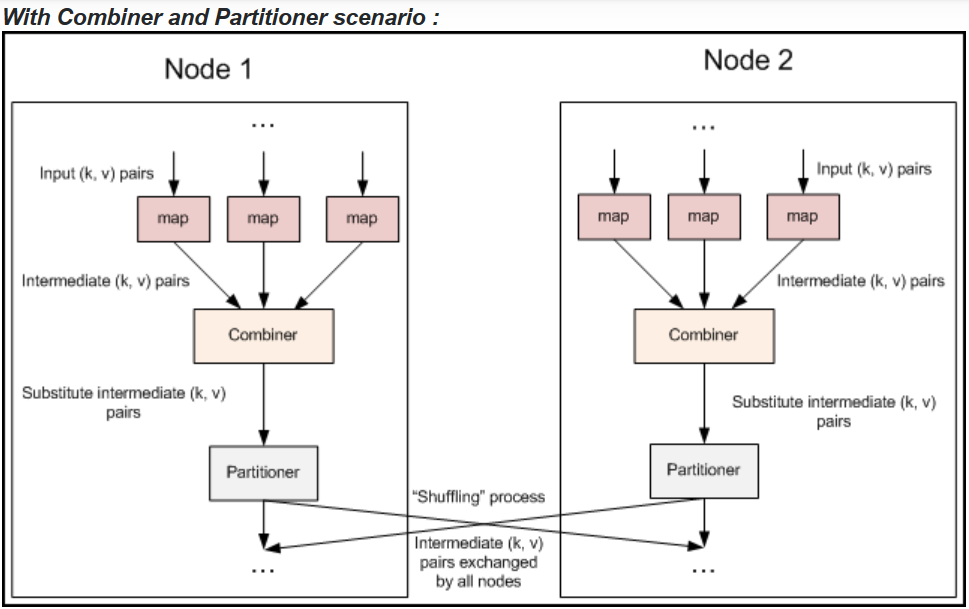 With Combiner and Partitioner scenario :
Node 1
Node 2
...
...
Input (k, v) pairs
Input (k, v) pairs
map
map
map
map
map
map
Intermediate (k, v) pairs
Intermediate (k, v) pairs
Combiner
Combiner
Substitute intermediate (k, v)
pairs
Substitute intermediate (k, v)
pairs
Partitioner
Partitioner
“Shuffling” process
Intermediate (k, v)
pairs exchanged
by all nodes
...
...